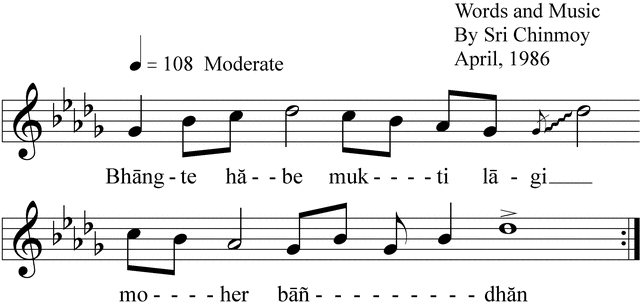 Words and Music
By Sri Chinmoy
April, 1986
= 108 Moderate
Bhāng - te hă - - be muk - - - - ti lā - gi ____
mo - - - - her bāñ - - - - - - - - - - dhăn